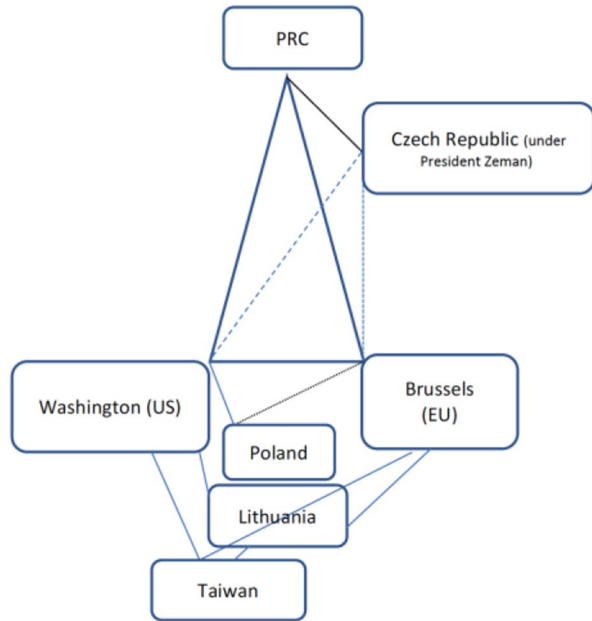 PRC
Czech Republic (under
President Zeman)
Washington (US)
Brussels
(EU)
Poland
Lithuania
Taiwan